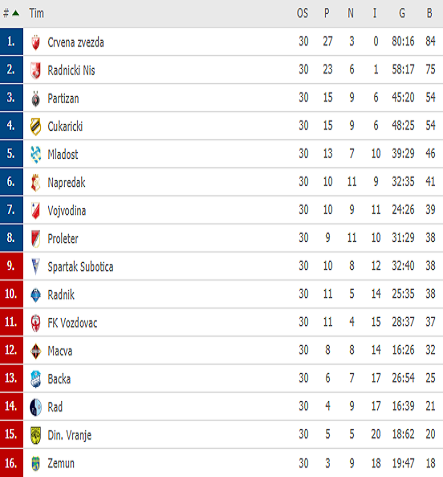 # Tim OS P N I G B
1. Crvena zvezda 30 27 3 0 80:16 84
2. Radnicki Nis 30 23 6 1 58:17 75
3. Partizan 30 15 9 6 45:20 54
4. Cukaricki 30 15 9 6 48:25 54
5. Mladost 30 13 7 10 39:29 46
6. Napredak 30 10 11 9 32:35 41
7. Vojvodina 30 10 9 11 24:26 39
8. Proleter 30 9 11 10 31:29 38
9. Spartak Subotica 30 10 8 12 32:40 38
10. Radnik 30 11 5 14 25:35 38
11. FK Vozdovac 30 11 4 15 28:37 37
12. Macva 30 8 8 14 16:26 32
13. Backa 30 6 7 17 26:54 25
14. Rad 30 4 9 17 16:39 21
15. Din. Vranje 30 5 5 20 18:62 20
16. Zemun 30 3 9 18 19:47 18